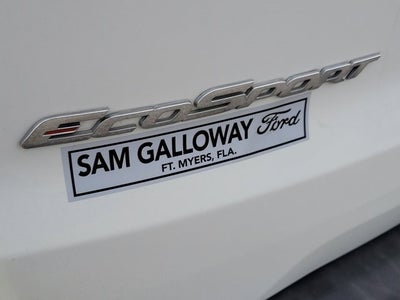 EcoSport
SAM GALLOWAY Ford
FT. MYERS, FLA.